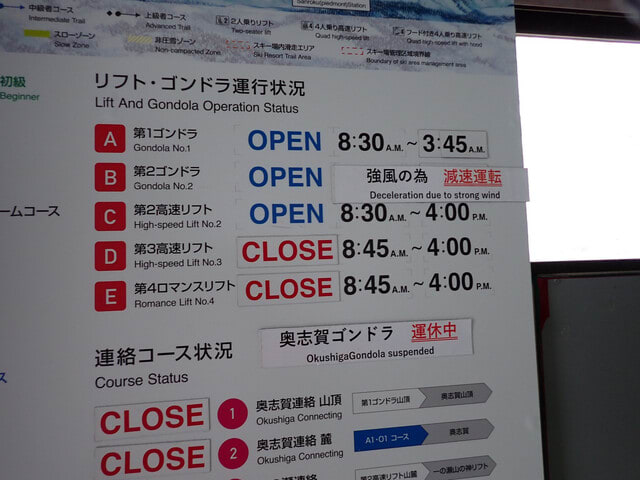 Sanroku(piedmont)Station
中級者コース
Intermediate Trail
上級者コース
Advanced Trail
2人乗りリフト
Two-seater lift
4人乗り高速リフト
Quad high-speed lift
フード付き4人乗り高速リフト
Quad high-speed lift with hood
スローゾーン
Slow Zone
非圧雪ゾーン
Non-compacted Zone
スキー場内滑走エリア
Ski Resort Trail Area
スキー場管理区域境界線
Boundary of ski area management area
初級
Beginner
リフト・ゴンドラ運行状況
Lift And Gondola Operation Status
A 第1ゴンドラ OPEN 8:30A.M.~3:45A.M.
Gondola No.1
B 第2ゴンドラ OPEN 強風の為 減速運転
Gondola No.2 Deceleration due to strong wind
C 第2高速リフト OPEN 8:30A.M.~4:00P.M.
High-speed Lift No.2
ームコース
D 第3高速リフト CLOSE 8:45A.M.~4:00P.M.
High-speed Lift No.3
E 第4ロマンスリフト CLOSE 8:45A.M.~4:00P.M.
Romance Lift No.4
奥志賀ゴンドラ 運休中
OkushigaGondola suspended
連絡コース状況
Course Status
ス
CLOSE 1 奥志賀連絡 山頂 第1ゴンドラ山頂 奥志賀山頂
Okushiga Connecting
CLOSE 2 奥志賀連絡 麓 A1・01 コース 奥志賀
Okushiga Connecting
第2高速リフト山麓 一の瀬山の神リフト